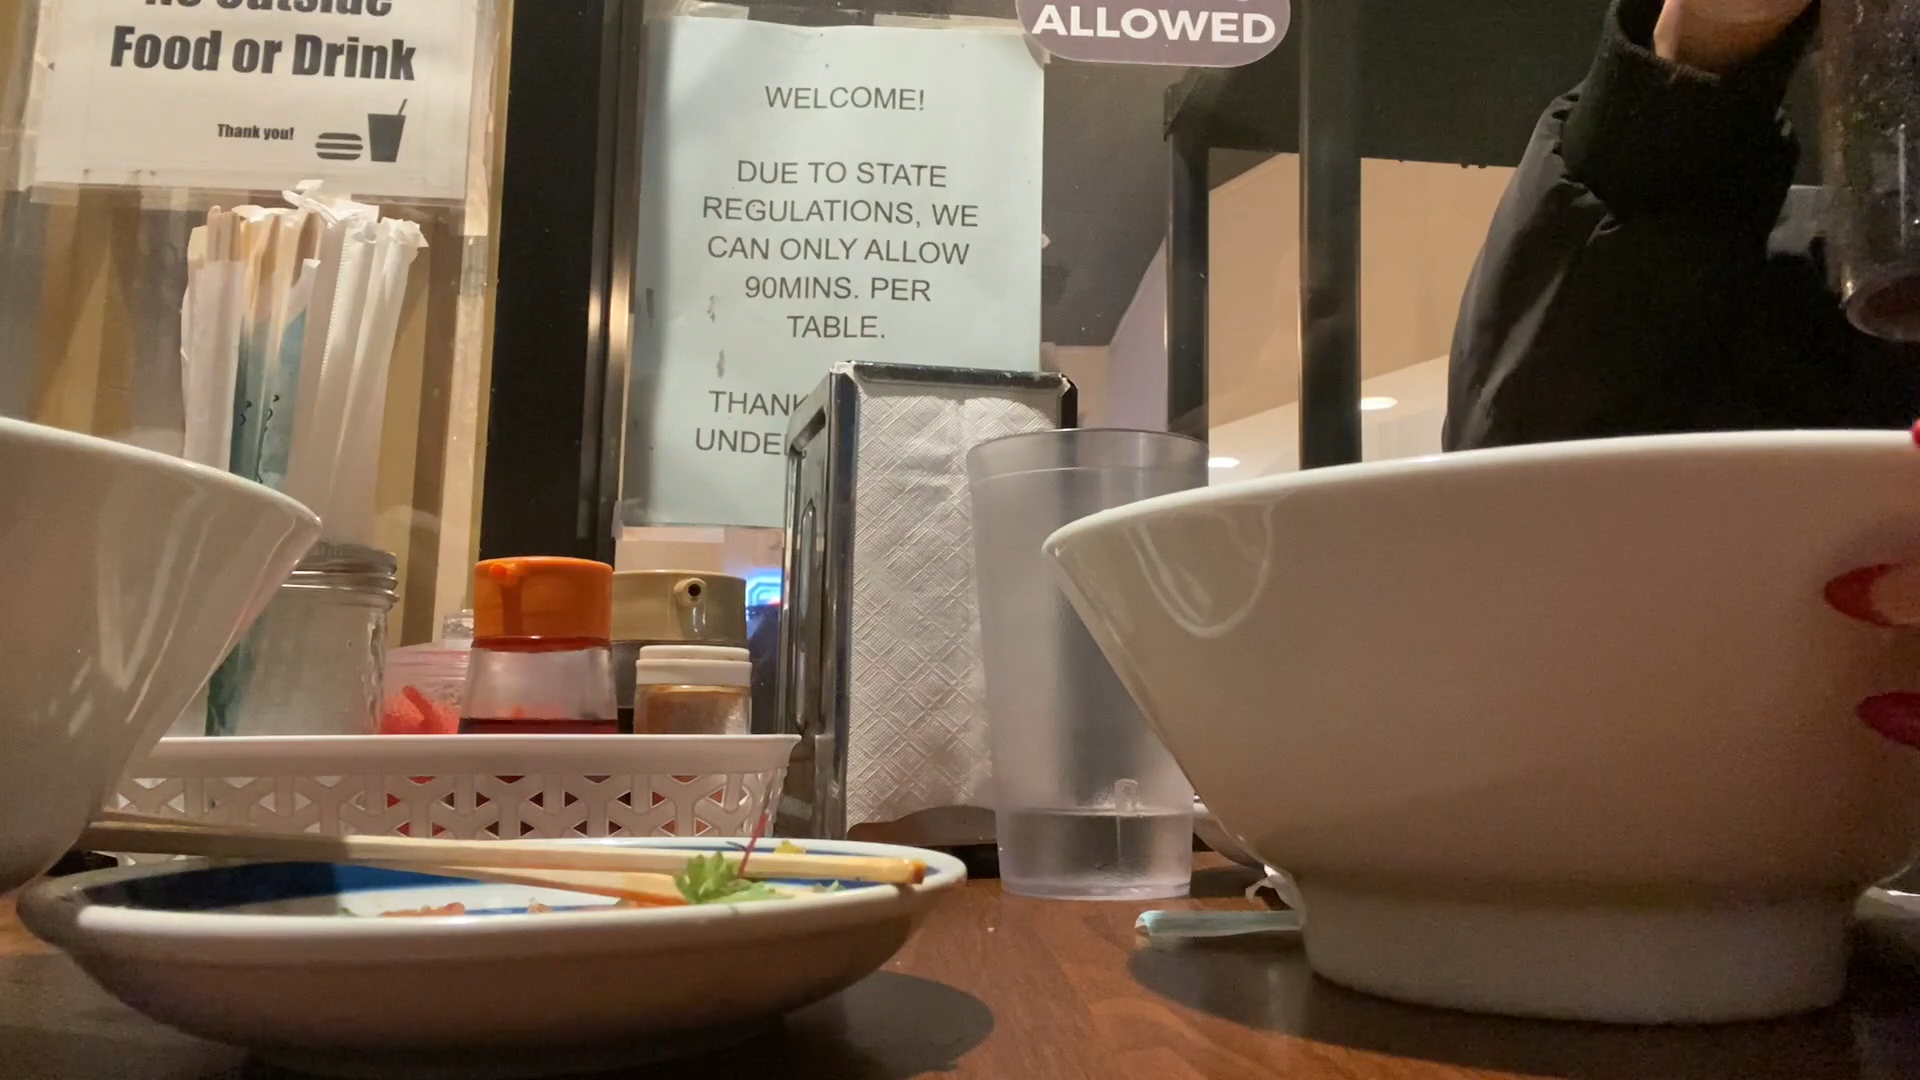 Food or Drink
Thank you!
WELCOME!
DUE TO STATE
REGULATIONS, WE
CAN ONLY ALLOW
90MINS. PER
TABLE.
ALLOWED